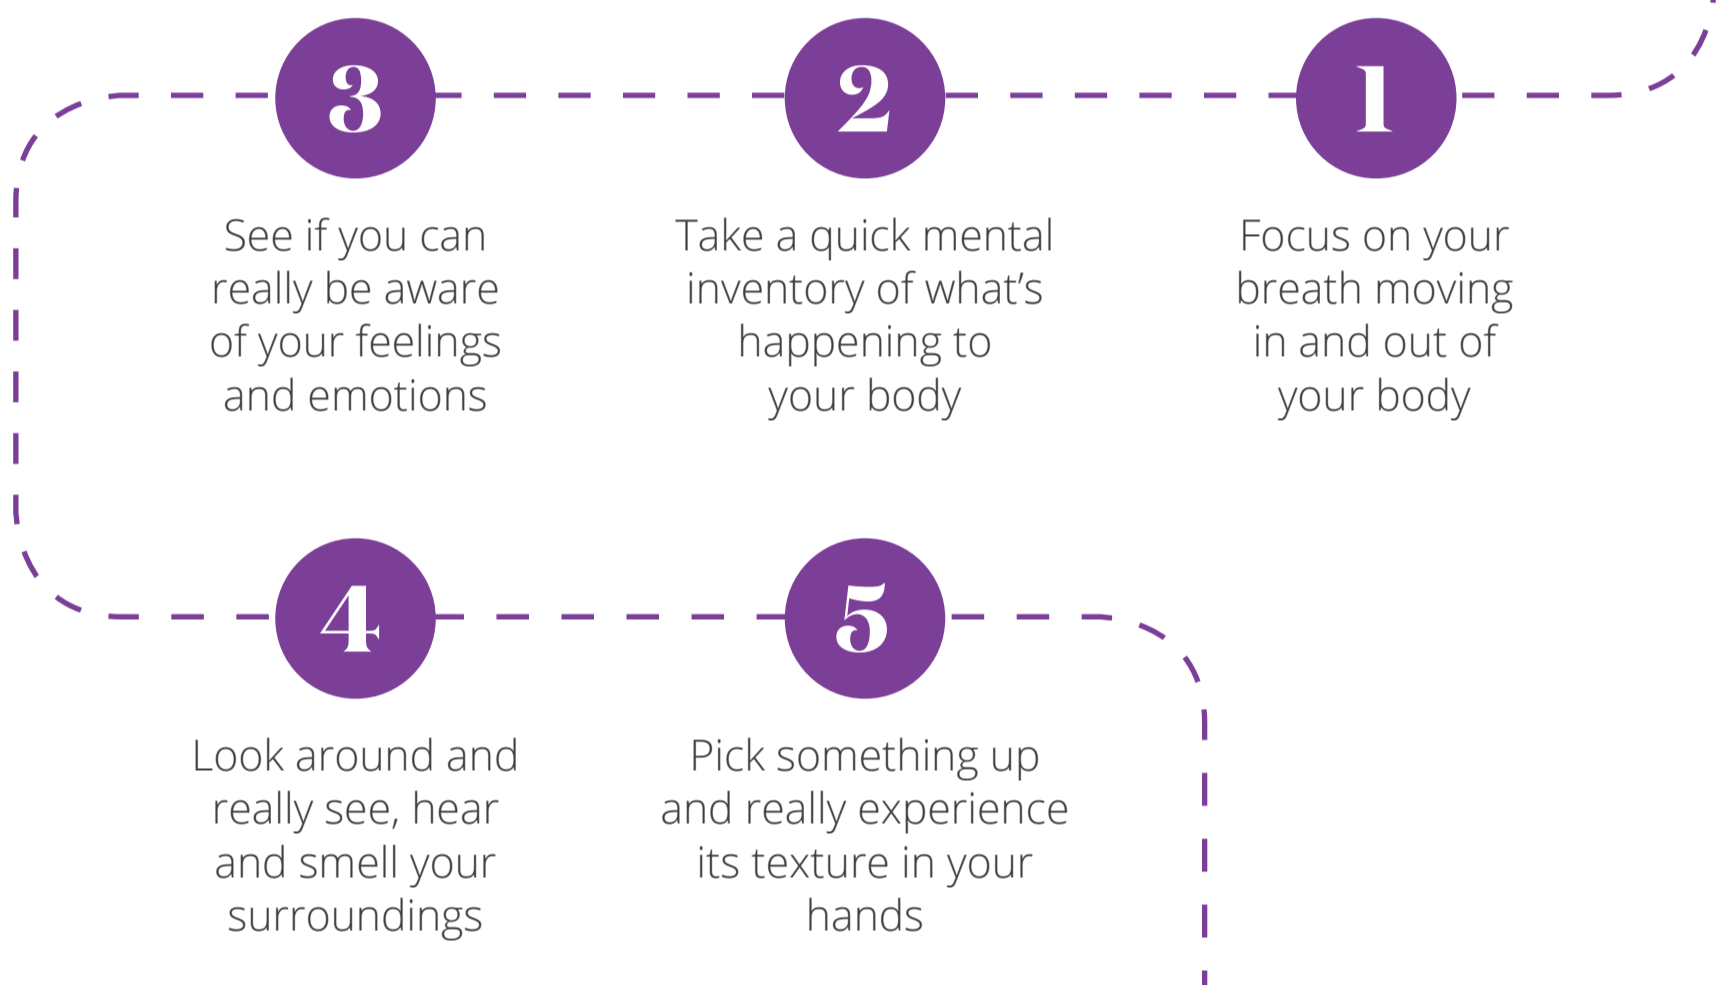 1
Focus on your
breath moving
in and out of
your body
2
Take a quick mental
inventory of what’s
happening to
your body
3
See if you can
really be aware
of your feelings
and emotions
4
Look around and
really see, hear
and smell your
surroundings
5
Pick something up
and really experience
its texture in your
hands